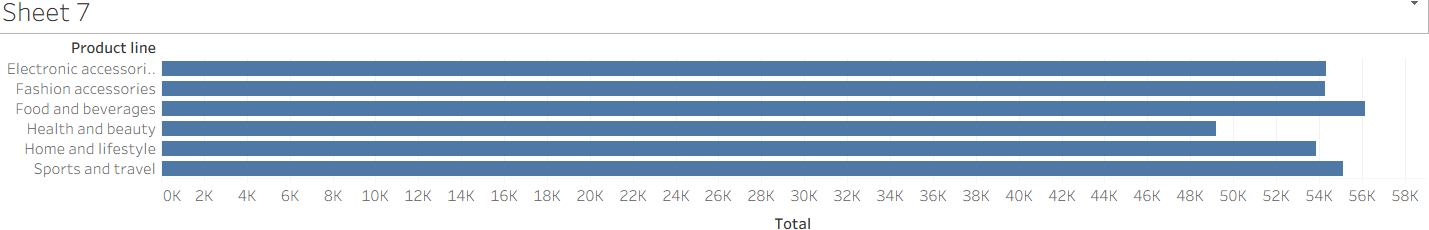 Sheet 7
Product line
Electronic accessori..
Fashion accessories
Food and beverages
Health and beauty
Home and lifestyle
Sports and travel
0K 2K 4K 6K 8K 10K 12K 14K 16K 18K 20K 22K 24K 26K 28K 30K 32K 34K 36K 38K 40K 42K 44K 46K 48K 50K 52K 54K 56K 58K
Total